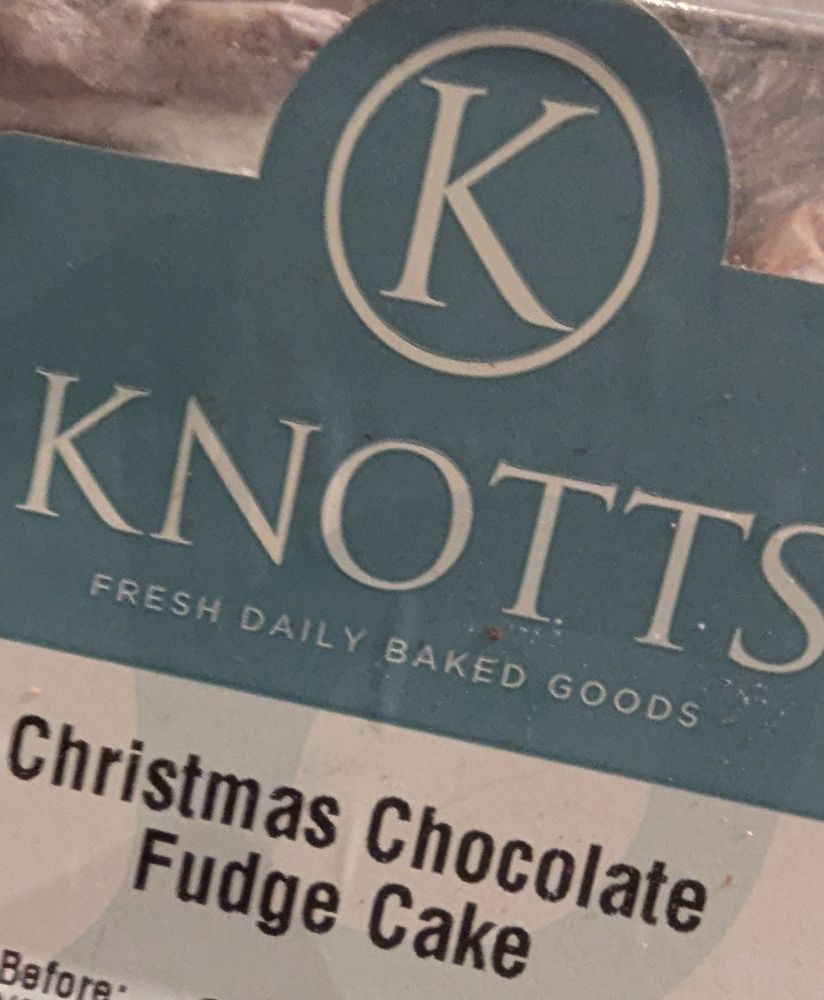 K
KNOTTS
FRESH DAILY BAKED GOODS
Christmas Chocolate
Fudge Cake
Before: